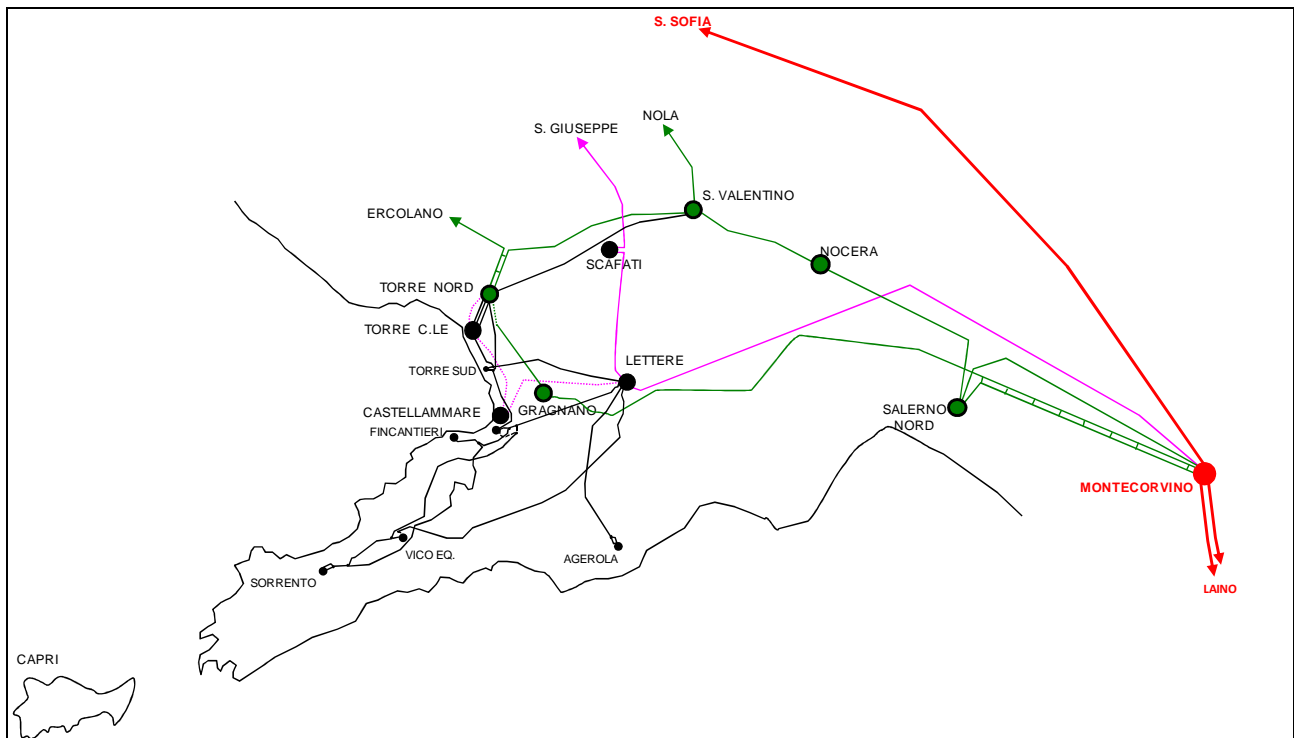 S. SOFIA
NOLA
S. GIUSEPPE
S. VALENTINO
ERCOLANO
NOCERA
SCAFATI
TORRE NORD
TORRE C.LE
LETTERE
TORRE SUD
CASTELLAMMARE
GRAGNANO
SALERNO
NORD
FINCANTIERI
MONTECORVINO
VICO EQ.
AGEROLA
SORRENTO
LAINO
CAPRI